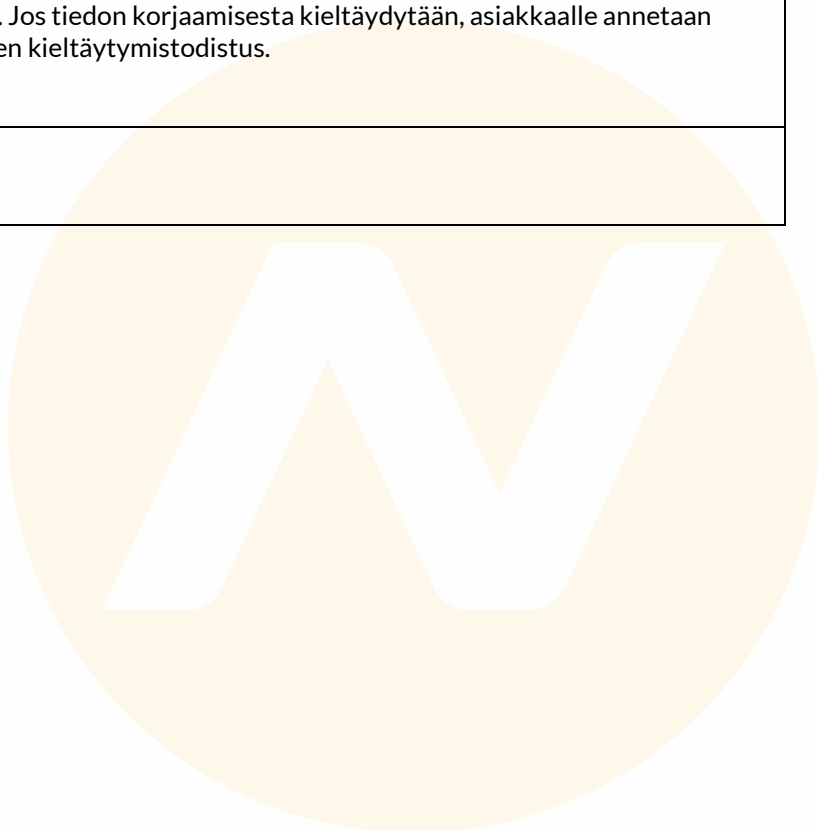 . Jos tiedon korjaamisesta kieltäydytään, asiakkaalle annetaan
en kieltäytymistodistus.